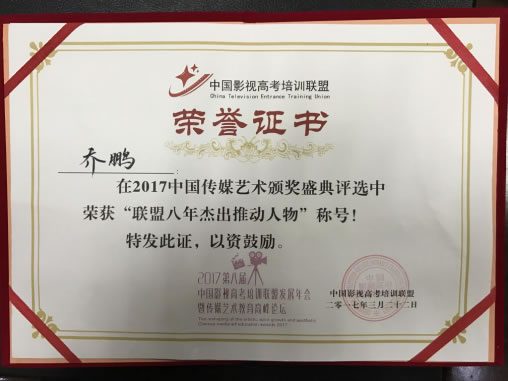 中国影视高考培训联盟
China Television Entrance Training Union
荣誉证书
乔鹏：
在2017中国传媒艺术颁奖盛典评选中
荣获“联盟八年杰出推动人物”称号！
特发此证，以资鼓励。
2017第八届
中国影视高考培训联盟发展年会
暨传媒艺术教育高峰论坛
中国影视高考培训联盟
二零一七年三月二十二日